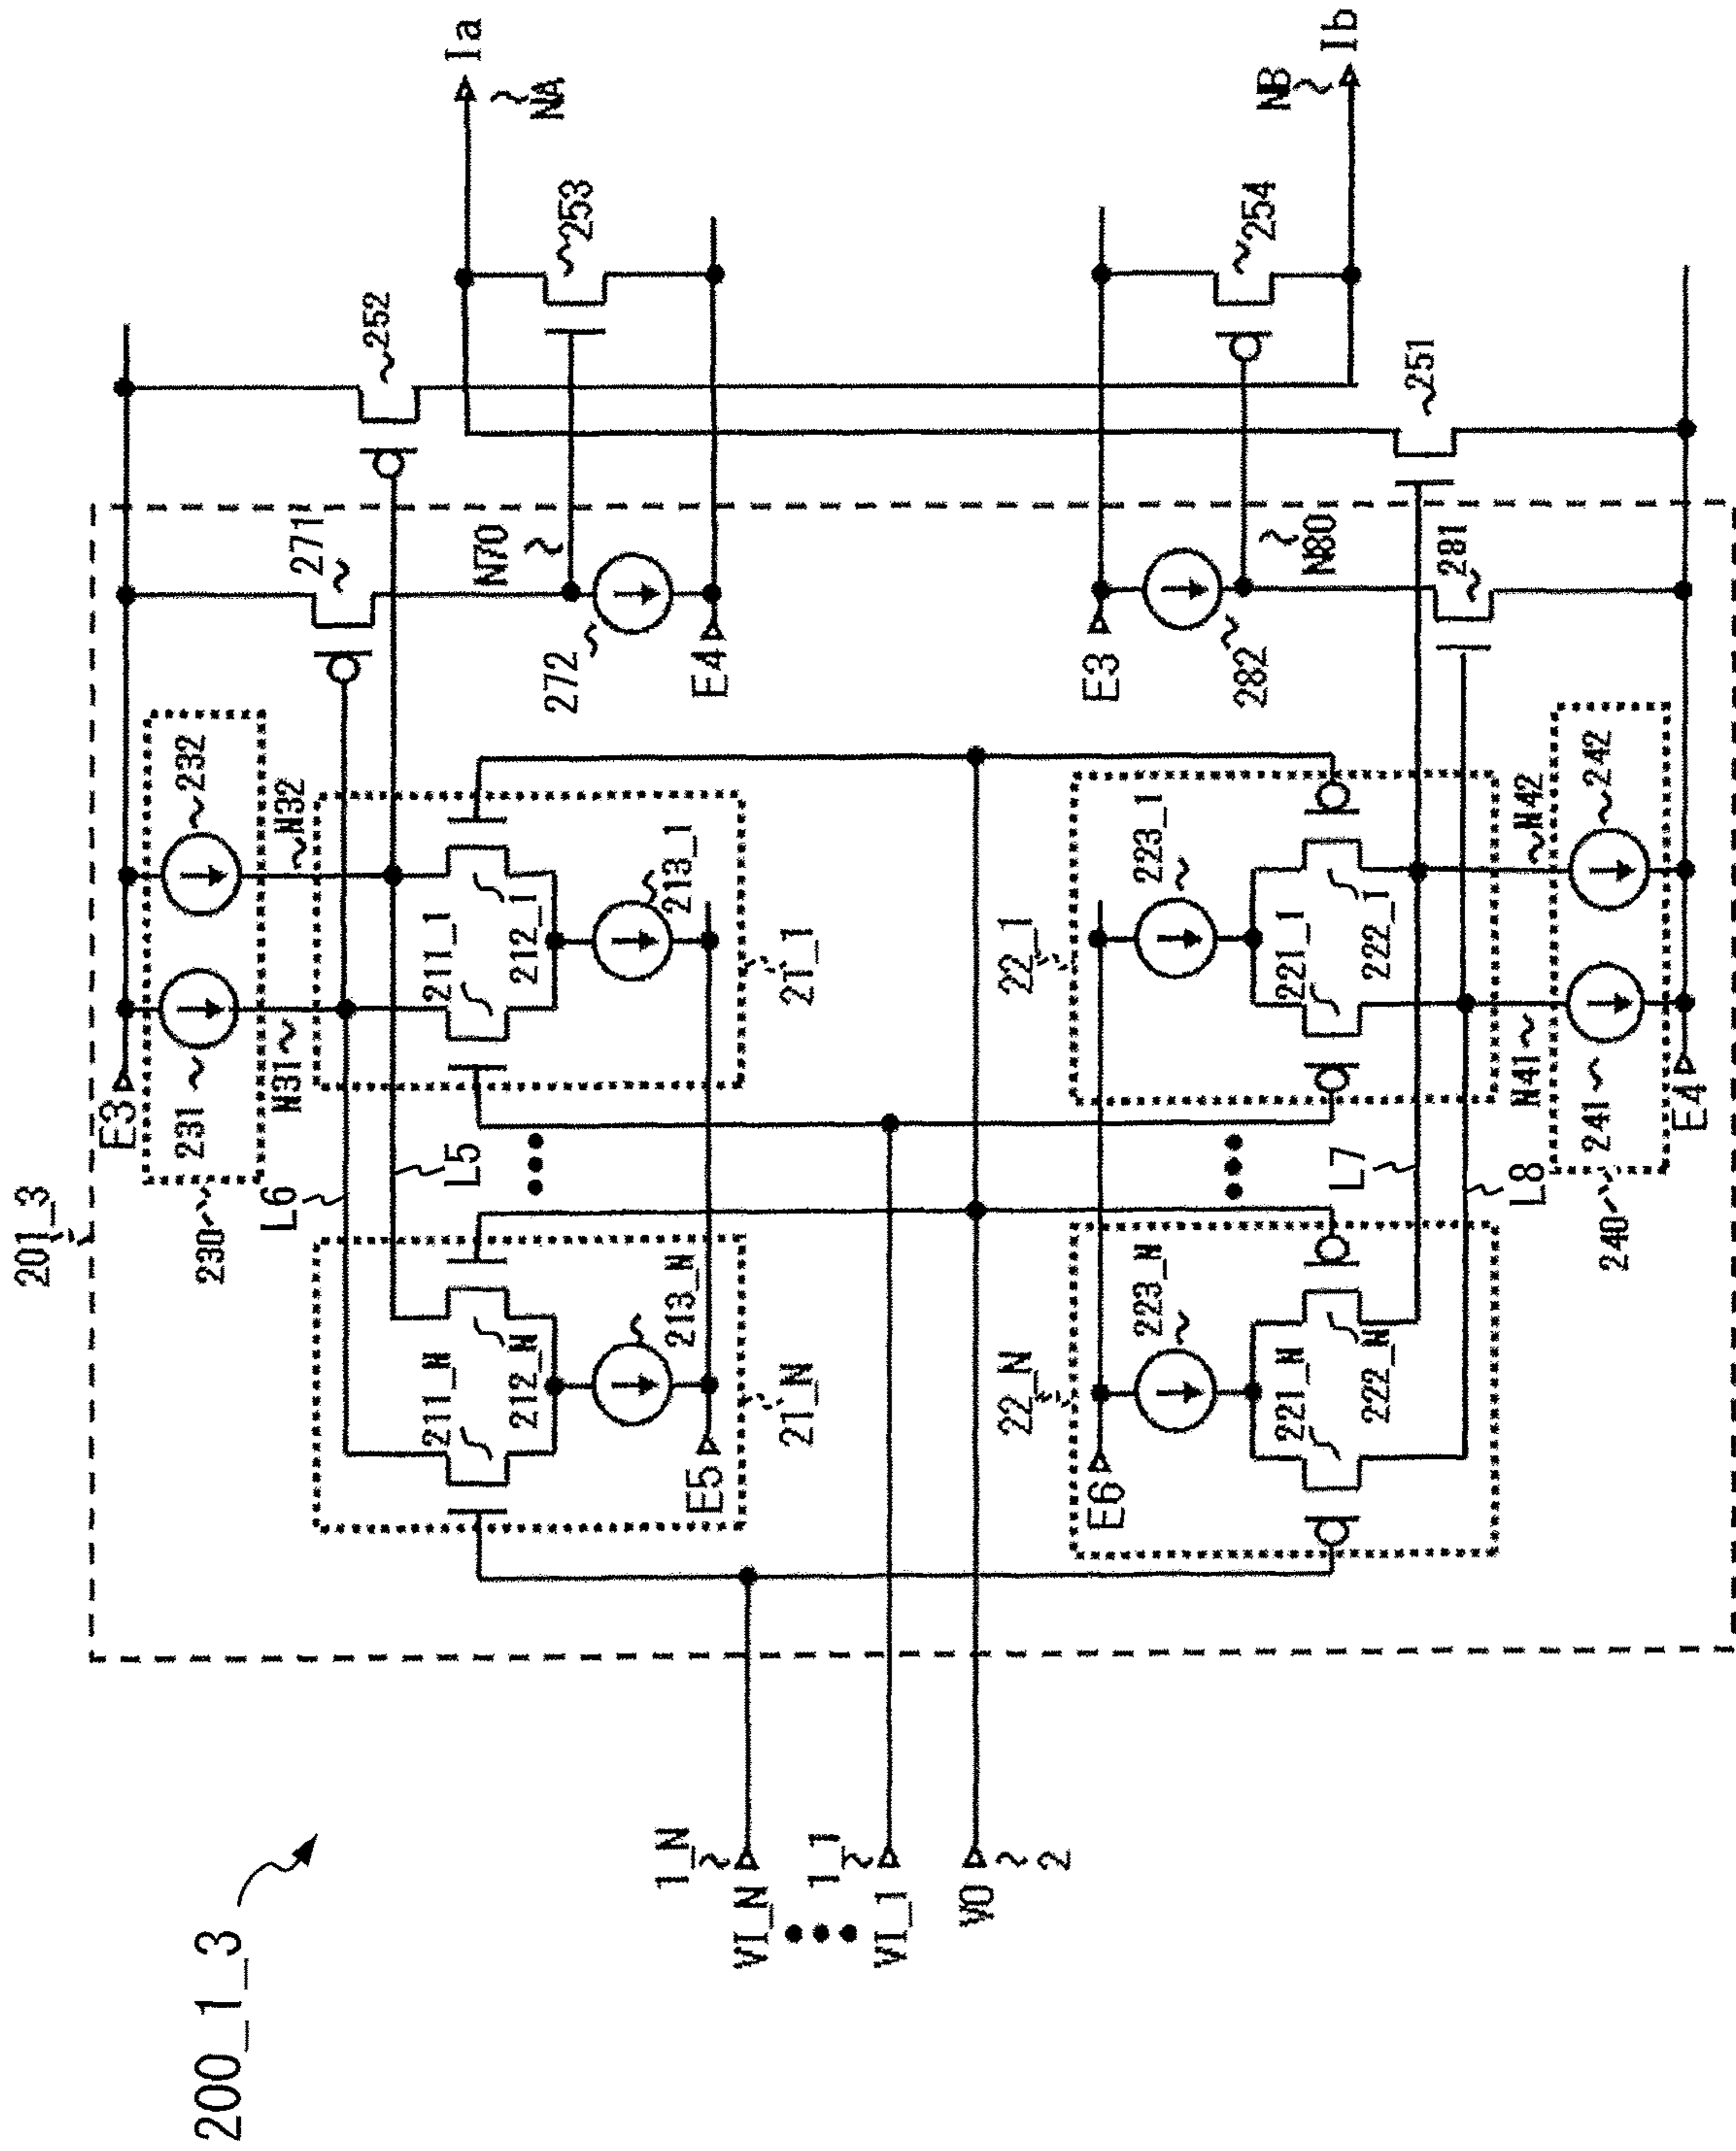 200_1_3
201_3
E3
231
232
230
L6
N31
N32
271
252
L5
211_N
211_1
N70
Ia
212_N
212_1
NA
272
253
213_N
213_1
E5
E4
1_N
VI_N
21_N
21_1
1_1
VI_1
VO
2
22_N
22_1
E6
E3
223_N
223_1
282
254
NB
221_N
221_1
N80
Ib
L7
222_N
222_1
251
281
L8
N41
N42
241
242
240
E4